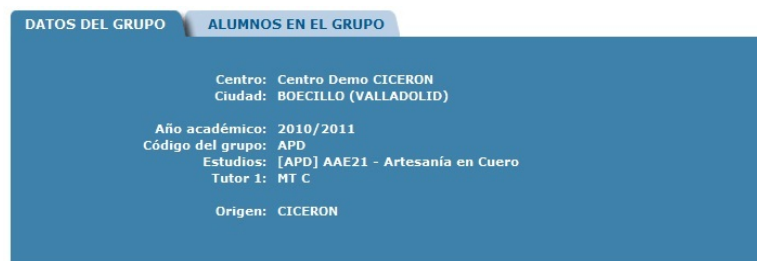 DATOS DEL GRUPO ALUMNOS EN EL GRUPO
Centro: Centro Demo CICERON
Ciudad: BOECILLO (VALLADOLID)
Año académico: 2010/2011
Código del grupo: APD
Estudios: [APD] AAE21 - Artesanía en Cuero
Tutor 1: MT C
Origen: CICERON